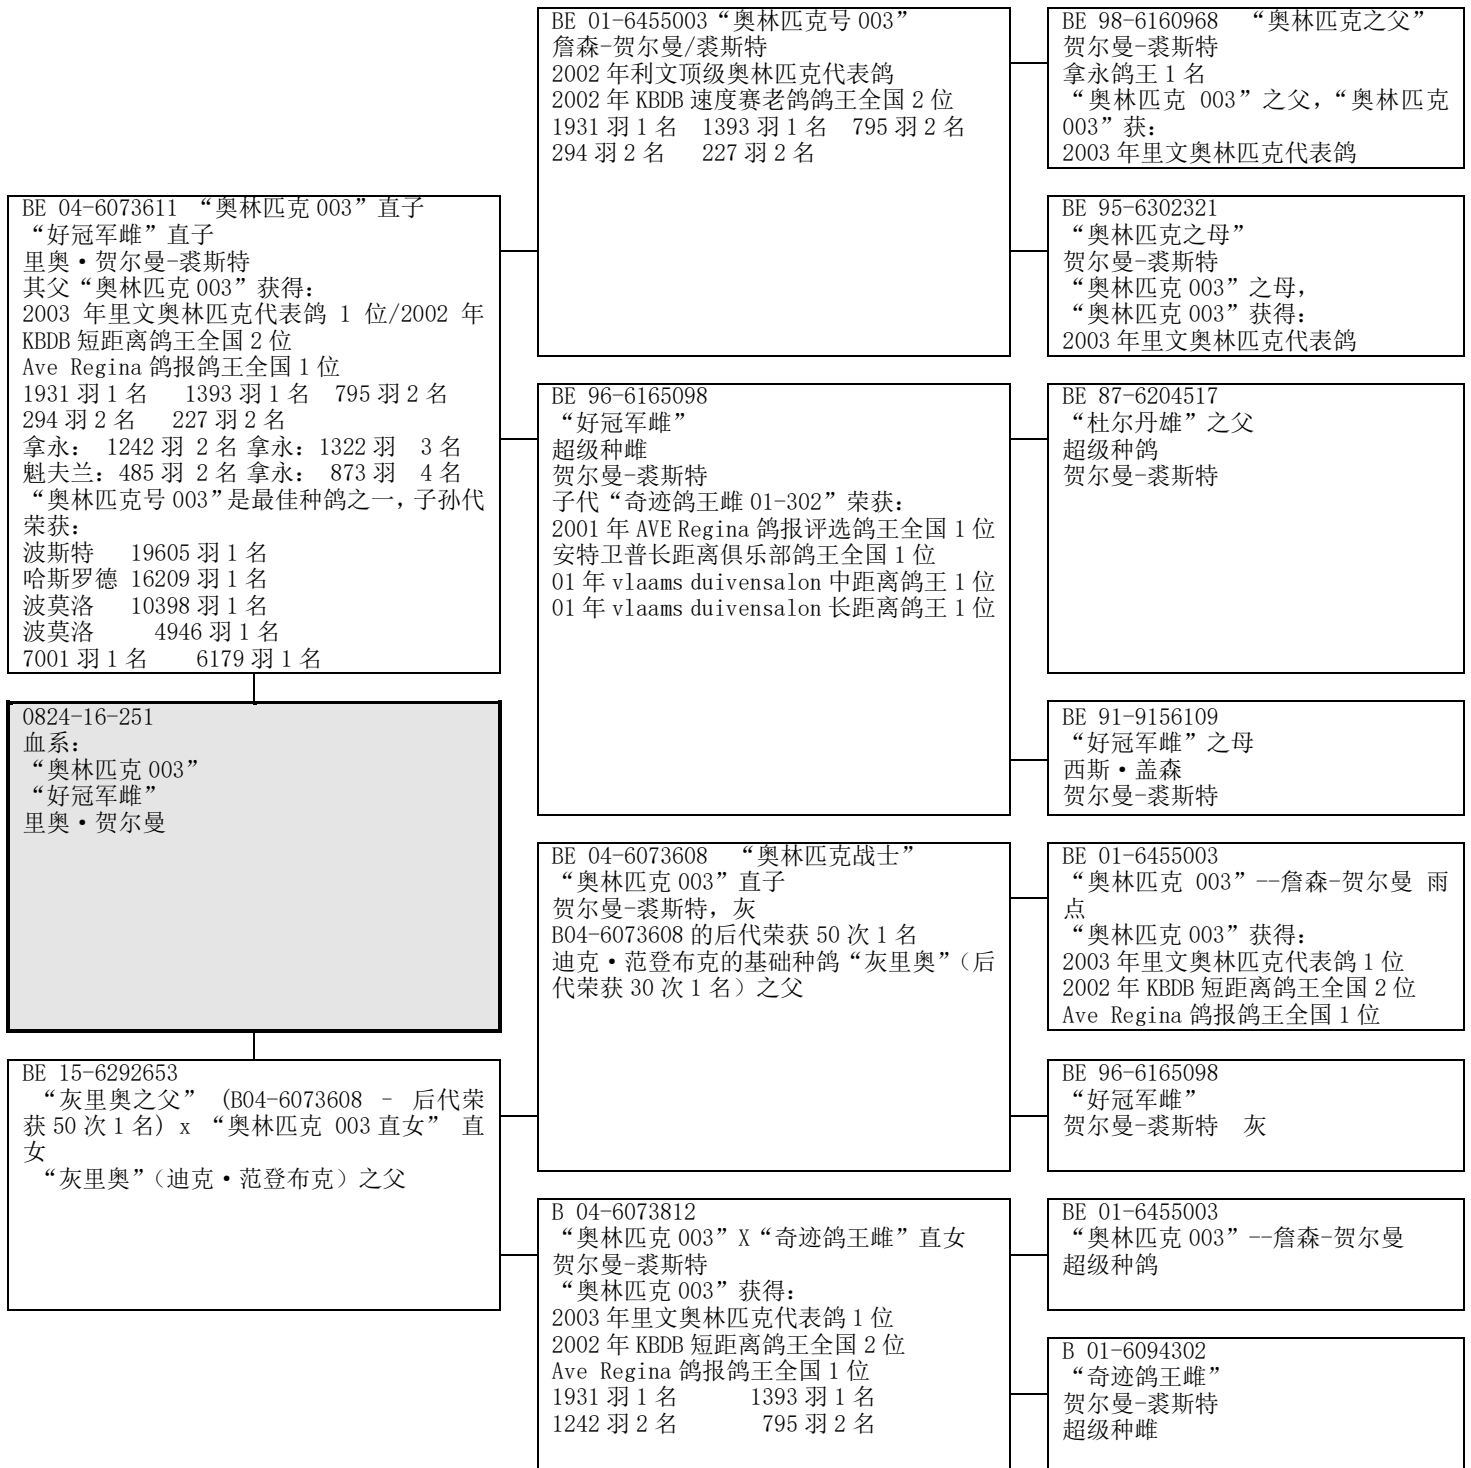 BE 04-6073611 “奥林匹克 003”直子
“好冠军雌”直子
里奥·贺尔曼-裘斯特
其父“奥林匹克 003”获得：
2003 年里文奥林匹克代表鸽 1 位/2002 年
KBDB 短距离鸽王全国 2 位
Ave Regina 鸽报鸽王全国 1 位
1931 羽 1 名 1393 羽 1 名 795 羽 2 名
294 羽 2 名 227 羽 2 名
拿永： 1242 羽 2 名 拿永：1322 羽 3 名
魁夫兰：485 羽 2 名 拿永： 873 羽 4 名
“奥林匹克号 003”是最佳种鸽之一，子孙代
荣获：
波斯特 19605 羽 1 名
哈斯罗德 16209 羽 1 名
波莫洛 10398 羽 1 名
波莫洛 4946 羽 1 名
7001 羽 1 名 6179 羽 1 名
0824-16-251
血系：
“奥林匹克 003”
“好冠军雌”
里奥·贺尔曼
BE 15-6292653
“灰里奥之父” (B04-6073608 – 后代荣
获 50 次 1 名) x “奥林匹克 003 直女” 直
女
“灰里奥”（迪克·范登布克）之父
BE 01-6455003 “奥林匹克号 003”
詹森-贺尔曼/裘斯特
2002 年利文顶级奥林匹克代表鸽
2002 年 KBDB 速度赛老鸽鸽王全国 2 位
1931 羽 1 名 1393 羽 1 名 795 羽 2 名
294 羽 2 名 227 羽 2 名
BE 96-6165098
“好冠军雌”
超级种雌
贺尔曼-裘斯特
子代“奇迹鸽王雌 01-302”荣获：
2001 年 AVE Regina 鸽报评选鸽王全国 1 位
安特卫普长距离俱乐部鸽王全国 1 位
01 年 vlaams duivensalon 中距离鸽王 1 位
01 年 vlaams duivensalon 长距离鸽王 1 位
BE 04-6073608 “奥林匹克战士”
“奥林匹克 003”直子
贺尔曼-裘斯特，灰
B04-6073608 的后代荣获 50 次 1 名
迪克·范登布克的基础种鸽“灰里奥”（后
代荣获 30 次 1 名）之父
B 04-6073812
“奥林匹克 003”X“奇迹鸽王雌”直女
贺尔曼-裘斯特
“奥林匹克 003”获得：
2003 年里文奥林匹克代表鸽 1 位
2002 年 KBDB 短距离鸽王全国 2 位
Ave Regina 鸽报鸽王全国 1 位
1931 羽 1 名 1393 羽 1 名
1242 羽 2 名 795 羽 2 名
BE 98-6160968 “奥林匹克之父”
贺尔曼-裘斯特
拿永鸽王 1 名
“奥林匹克 003”之父，“奥林匹克
003”获：
2003 年里文奥林匹克代表鸽
BE 95-6302321
“奥林匹克之母”
贺尔曼-裘斯特
“奥林匹克 003”之母，
“奥林匹克 003”获得：
2003 年里文奥林匹克代表鸽
BE 87-6204517
“杜尔丹雄”之父
超级种鸽
贺尔曼-裘斯特
BE 91-9156109
“好冠军雌”之母
西斯·盖森
贺尔曼-裘斯特
BE 01-6455003
“奥林匹克 003”--詹森-贺尔曼 雨
点
“奥林匹克 003”获得：
2003 年里文奥林匹克代表鸽 1 位
2002 年 KBDB 短距离鸽王全国 2 位
Ave Regina 鸽报鸽王全国 1 位
BE 96-6165098
“好冠军雌”
贺尔曼-裘斯特 灰
BE 01-6455003
“奥林匹克 003”--詹森-贺尔曼
超级种鸽
B 01-6094302
“奇迹鸽王雌”
贺尔曼-裘斯特
超级种雌